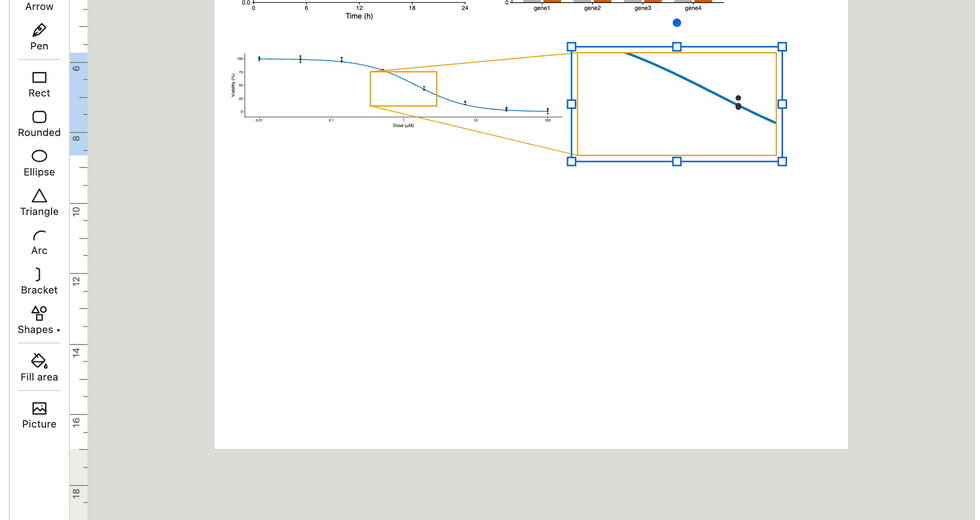 Arrow
Pen
Rect
Rounded
Ellipse
Triangle
Arc
Bracket
Shapes ▸
Fill area
Picture
6
8
10
12
14
16
18
0.0
0 6 12 18 24
Time (h)
0
gene1 gene2 gene3 gene4
Viability (%)
100
75
50
25
0
0.01 0.1 1 10 100
Dose (μM)